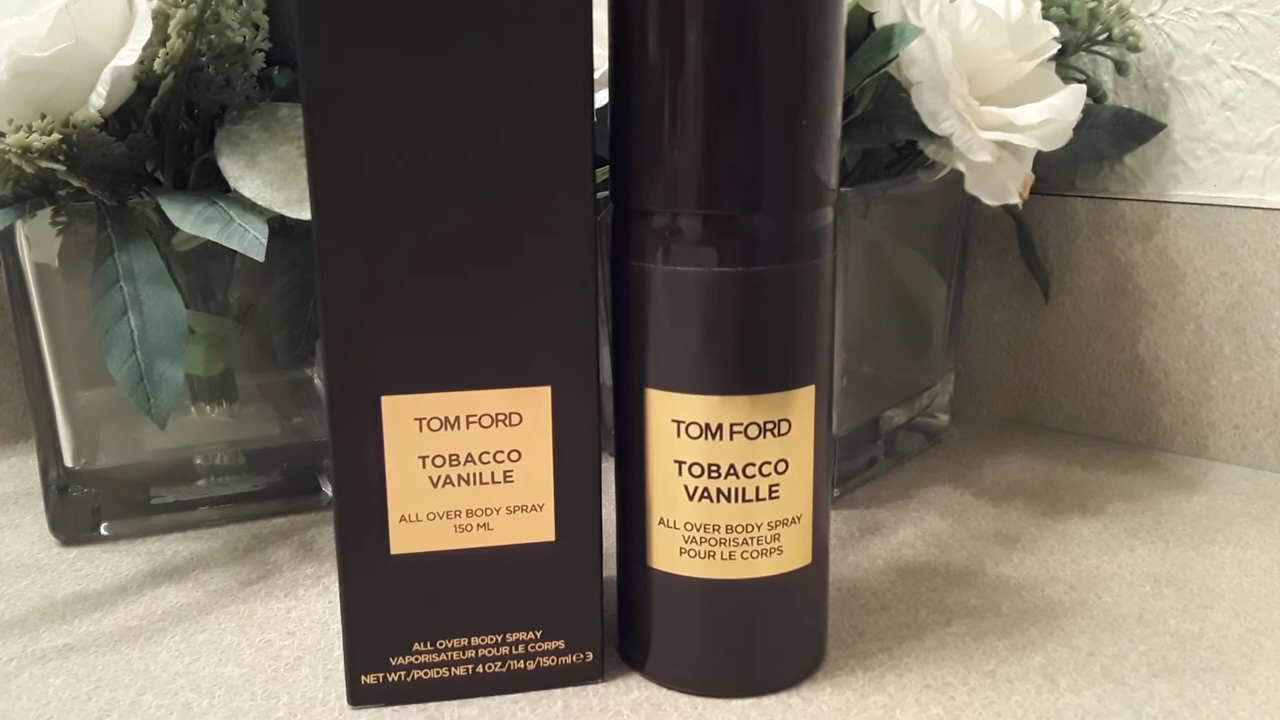 TOM FORD
TOBACCO
VANILLE
ALL OVER BODY SPRAY
150 ML
ALL OVER BODY SPRAY
VAPORISATEUR POUR LE CORPS
NET WT./POIDS NET 4 OZ./114 g/150 ml ℮ 3
TOM FORD
TOBACCO
VANILLE
ALL OVER BODY SPRAY
VAPORISATEUR
POUR LE CORPS